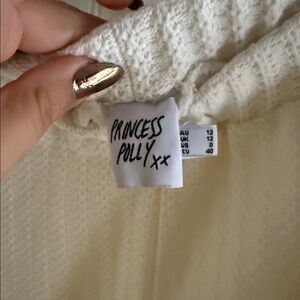 PRINCESS
POLLY xx
AU 12
UK 12
US 8
EU 40